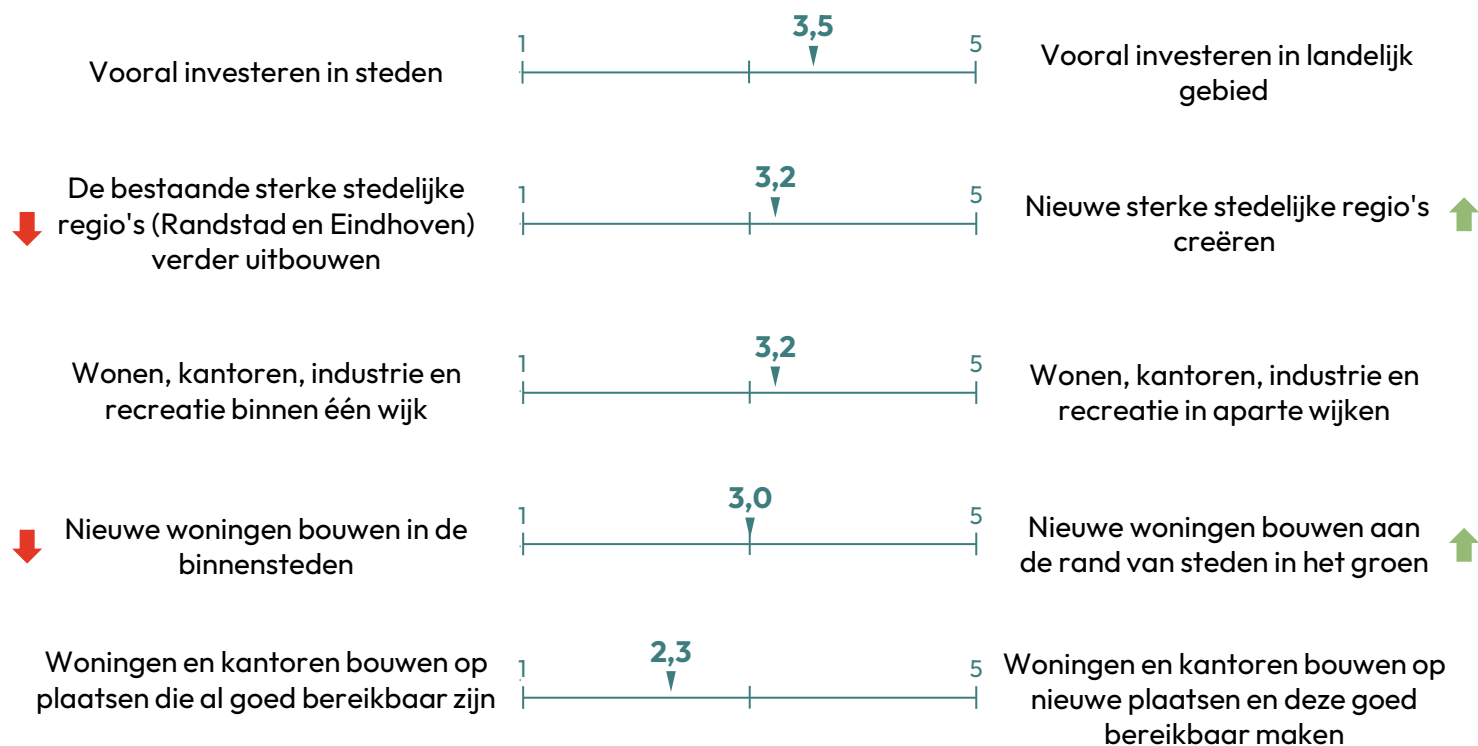 Vooral investeren in steden
1
3,5
5
Vooral investeren in landelijk
gebied
De bestaande sterke stedelijke
regio's (Randstad en Eindhoven)
verder uitbouwen
1
3,2
5
Nieuwe sterke stedelijke regio's
creëren
Wonen, kantoren, industrie en
recreatie binnen één wijk
1
3,2
5
Wonen, kantoren, industrie en
recreatie in aparte wijken
Nieuwe woningen bouwen in de
binnensteden
1
3,0
5
Nieuwe woningen bouwen aan
de rand van steden in het groen
Woningen en kantoren bouwen op
plaatsen die al goed bereikbaar zijn
1
2,3
5
Woningen en kantoren bouwen op
nieuwe plaatsen en deze goed
bereikbaar maken